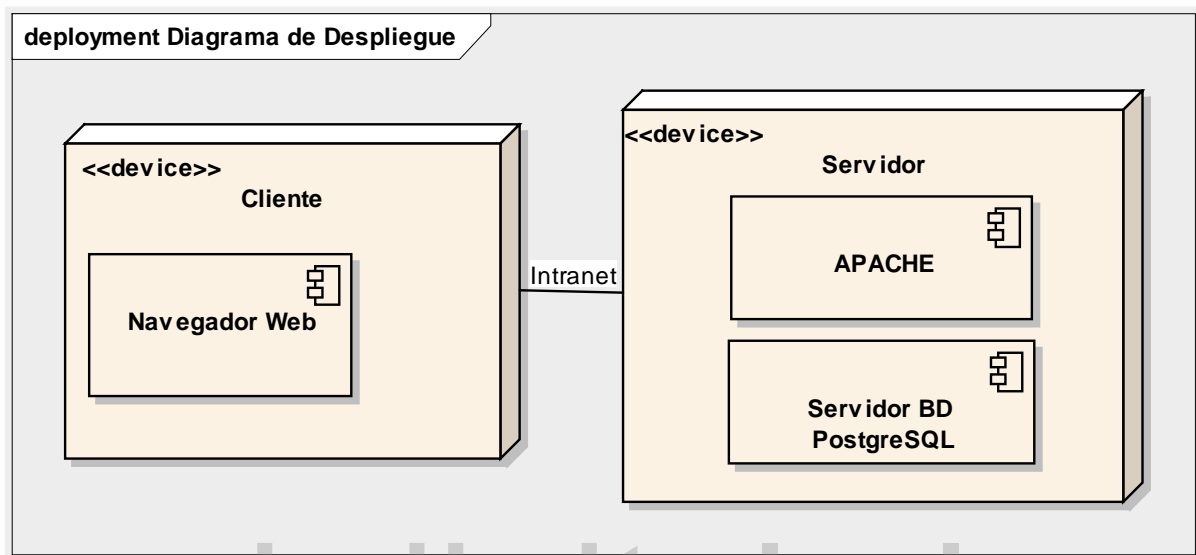 deployment Diagrama de Despliegue
<<device>>
Cliente
Navegador Web
Intranet
<<device>>
Servidor
APACHE
Servidor BD
PostgreSQL